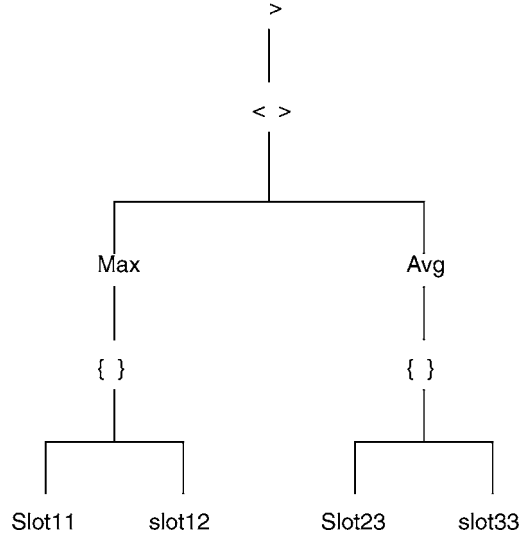 >
< >
Max Avg
{ } { }
Slot11 slot12 Slot23 slot33